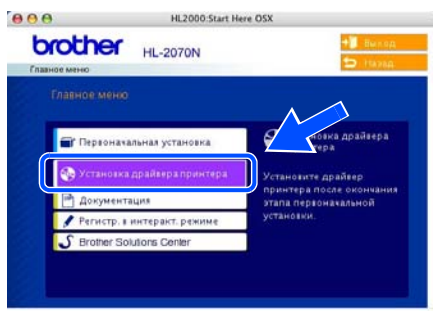 HL2000:Start Here OSX
brother HL-2070N
Выход
Назад
Главное меню
Главное меню
Первоначальная установка
Установка драйвера принтера
Документация
Регистр. в интеракт. режиме
Brother Solutions Center
драйвера
Установите драйвер
принтера после окончания
этапа первоначальной
установки.